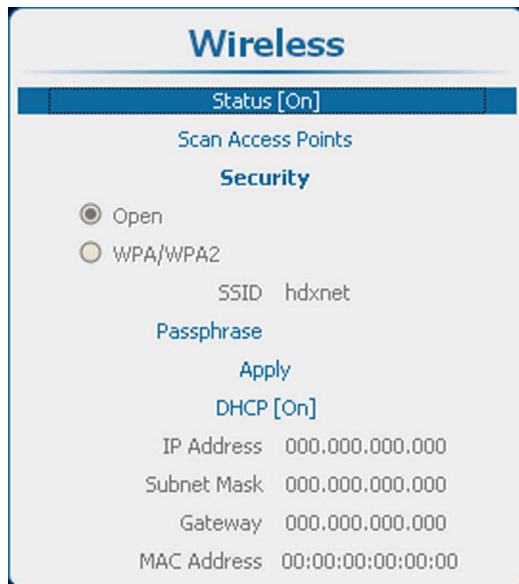 Wireless
Status [On]
Scan Access Points
Security
Open
WPA/WPA2
SSID hdxnet
Passphrase
Apply
DHCP [On]
IP Address 000.000.000.000
Subnet Mask 000.000.000.000
Gateway 000.000.000.000
MAC Address 00:00:00:00:00:00